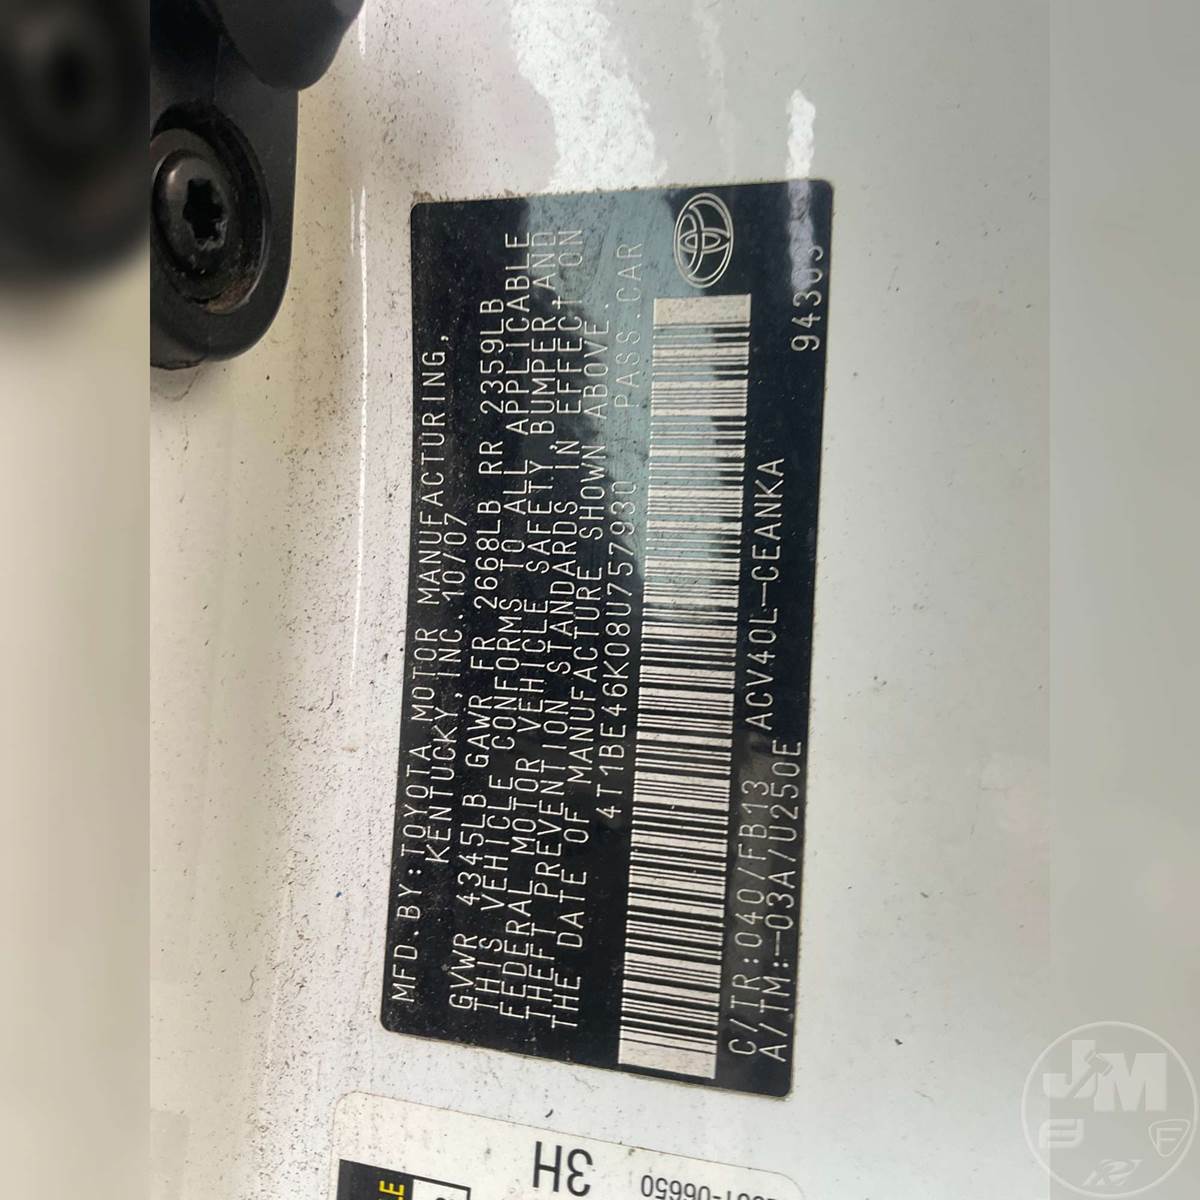 MFD.BY:TOYOTA MOTOR MANUFACTURING,
KENTUCKY,INC. 10/07
GVWR 4345LB GAWR FR 2668LB RR 2359LB
THIS VEHICLE CONFORMS TO ALL APPLICABLE
FEDERAL MOTOR VEHICLE SAFETY,BUMPER,AND
THEFT PREVENTION STANDARDS IN EFFECT ON
THE DATE OF MANUFACTURE SHOWN ABOVE.
4T1BE46K08U757930 PASS.CAR
C/TR:040/FB13 ACV40L-CEANKA
A/TM:-03A/U250E 94303
3H
06650
JM
F